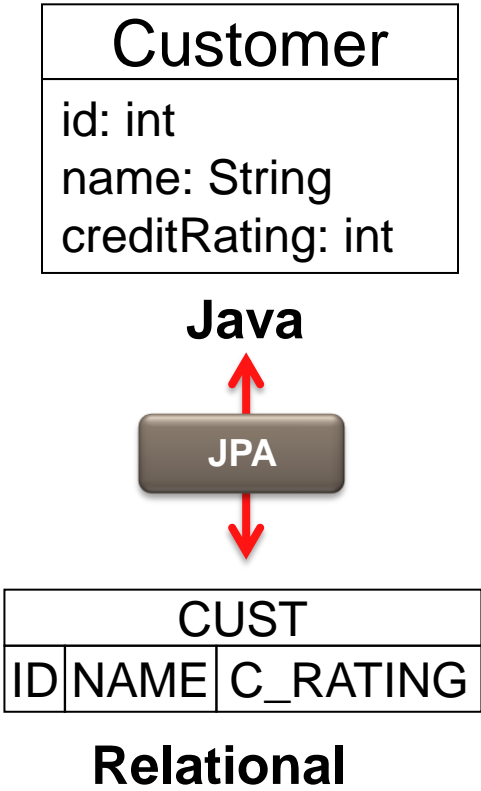 Customer
id: int
name: String
creditRating: int
Java
JPA
CUST
ID NAME C_RATING
Relational